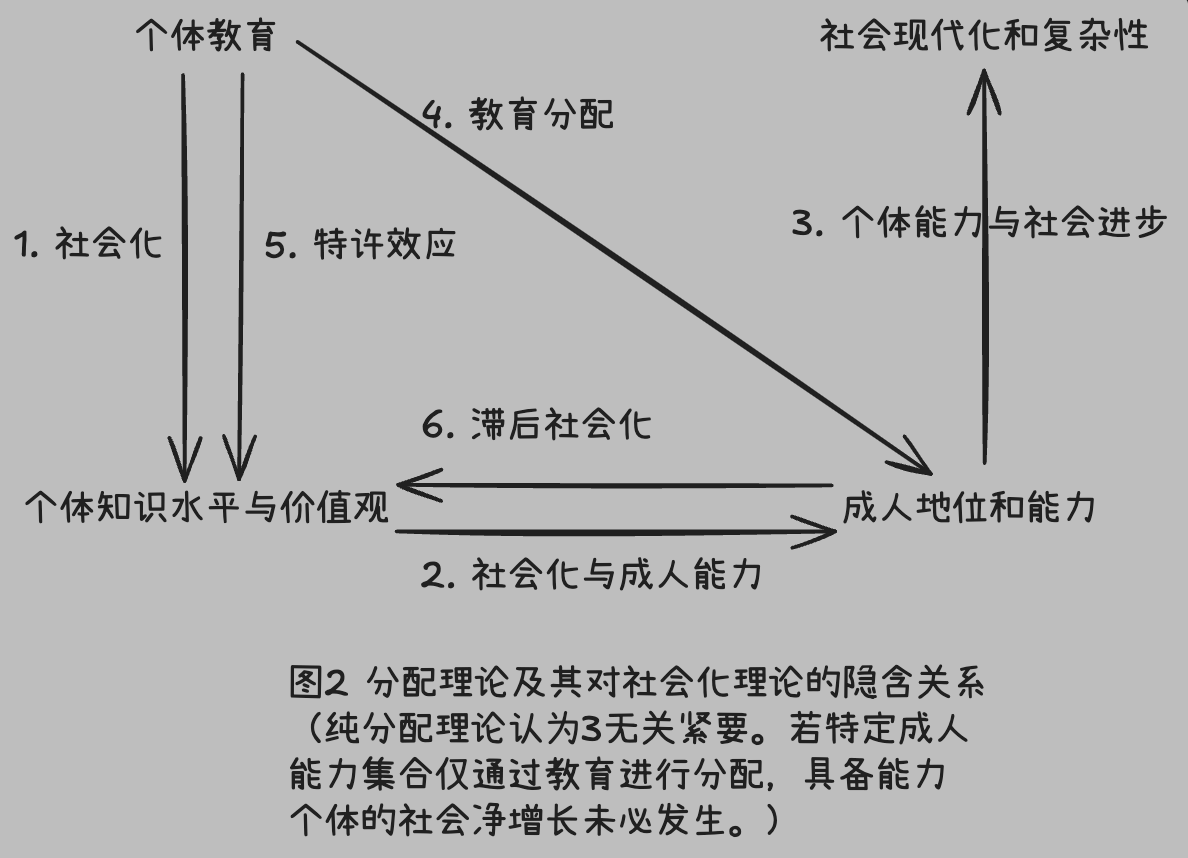 个体教育
社会现代化和复杂性
4. 教育分配
3. 个体能力与社会进步
1. 社会化
5. 特许效应
6. 滞后社会化
个体知识水平与价值观
成人地位和能力
2. 社会化与成人能力
图2 分配理论及其对社会化理论的隐含关系
（纯分配理论认为3无关紧要。若特定成人
能力集合仅通过教育进行分配，具备能力
个体的社会净增长未必发生。）